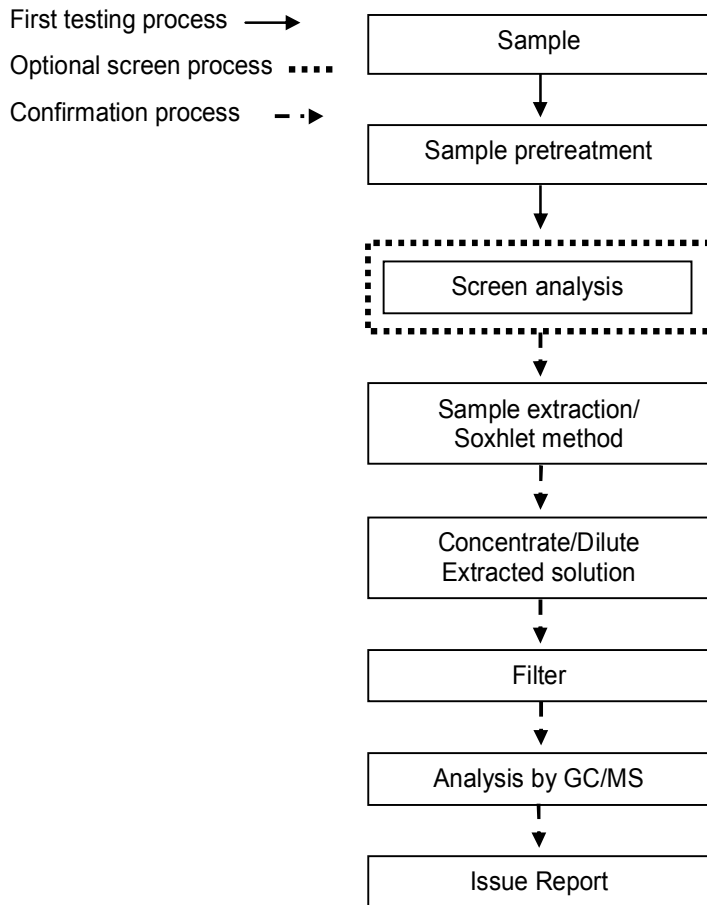 First testing process
Optional screen process
Confirmation process
Sample
Sample pretreatment
Screen analysis
Sample extraction/
Soxhlet method
Concentrate/Dilute
Extracted solution
Filter
Analysis by GC/MS
Issue Report